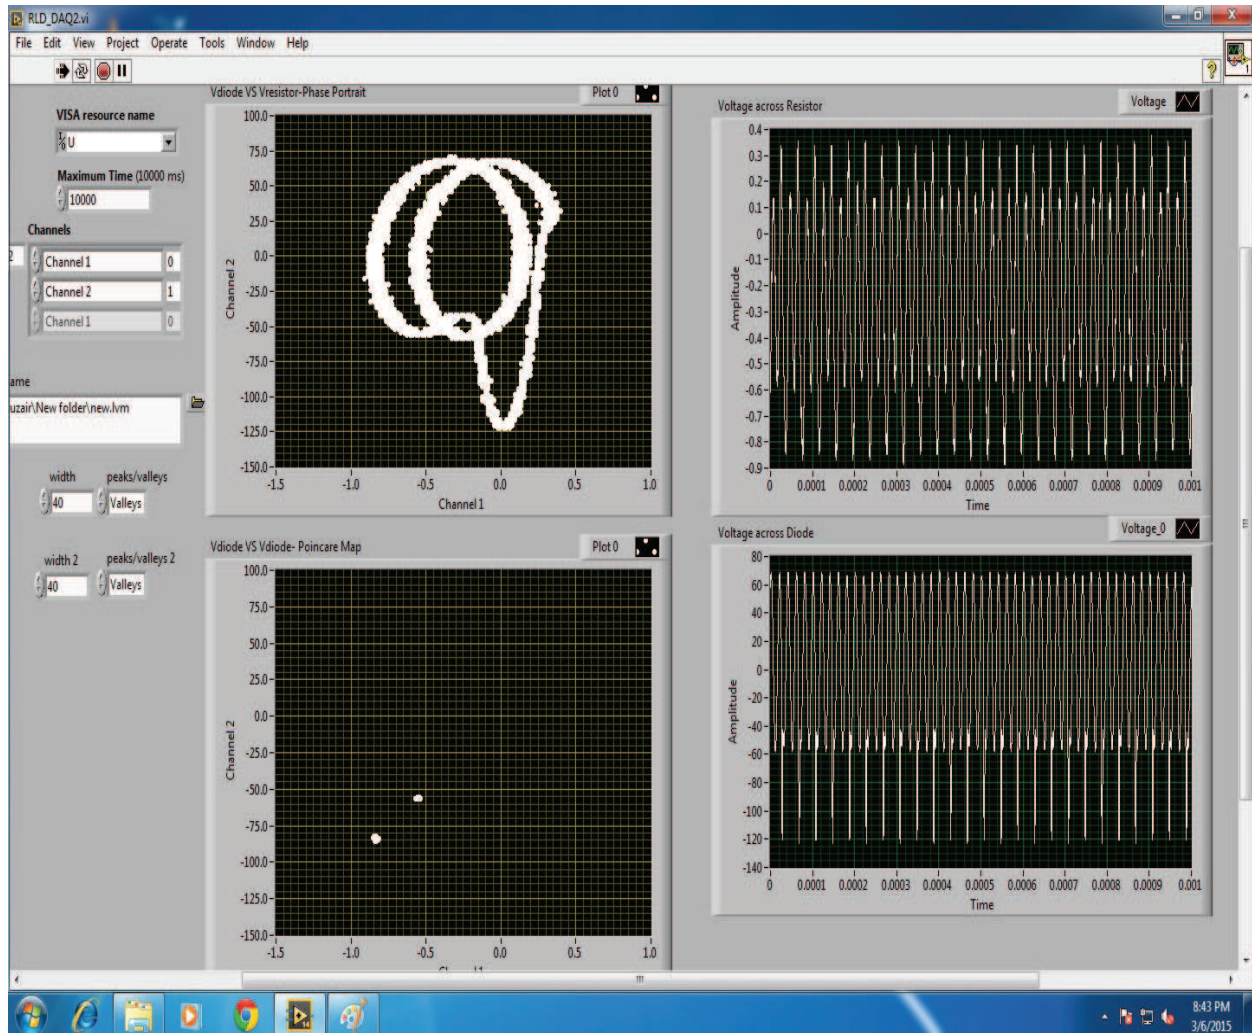 RLD_DAQ2.vi
File Edit View Project Operate Tools Window Help
1
VISA resource name
U
Maximum Time (10000 ms)
10000
Channels
2
Channel 1 0
Channel 2 1
Channel 1 0
ame
uzair\New folder\new.lvm
width peaks/valleys
40 Valleys
width 2 peaks/valleys 2
40 Valleys
Vdiode VS Vresistor-Phase Portrait Plot 0
Channel 2
100.0
75.0
50.0
25.0
0.0
-25.0
-50.0
-75.0
-100.0
-125.0
-150.0
-1.5 -1.0 -0.5 0.0 0.5 1.0
Channel 1
Voltage across Resistor Voltage
Amplitude
0.4
0.3
0.2
0.1
0
-0.1
-0.2
-0.3
-0.4
-0.5
-0.6
-0.7
-0.8
-0.9
0 0.0001 0.0002 0.0003 0.0004 0.0005 0.0006 0.0007 0.0008 0.0009 0.001
Time
Vdiode VS Vdiode- Poincare Map Plot 0
Channel 2
100.0
75.0
50.0
25.0
0.0
-25.0
-50.0
-75.0
-100.0
-125.0
-150.0
-1.5 -1.0 -0.5 0.0 0.5 1.0
Voltage across Diode Voltage_0
Amplitude
80
60
40
20
0
-20
-40
-60
-80
-100
-120
-140
0 0.0001 0.0002 0.0003 0.0004 0.0005 0.0006 0.0007 0.0008 0.0009 0.001
Time
8:43 PM
3/6/2015